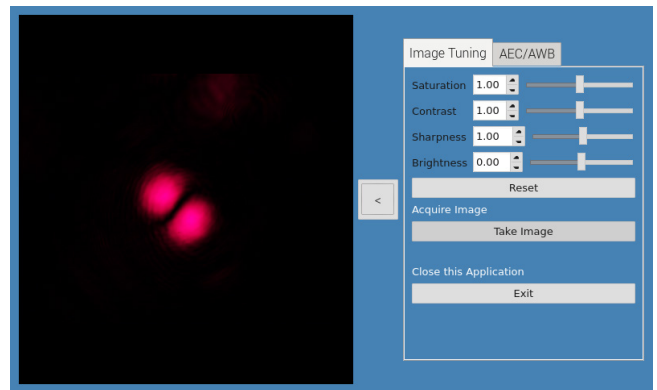 Image Tuning AEC/AWB
Saturation 1.00
Contrast 1.00
Sharpness 1.00
Brightness 0.00
Reset
<
Acquire Image
Take Image
Close this Application
Exit